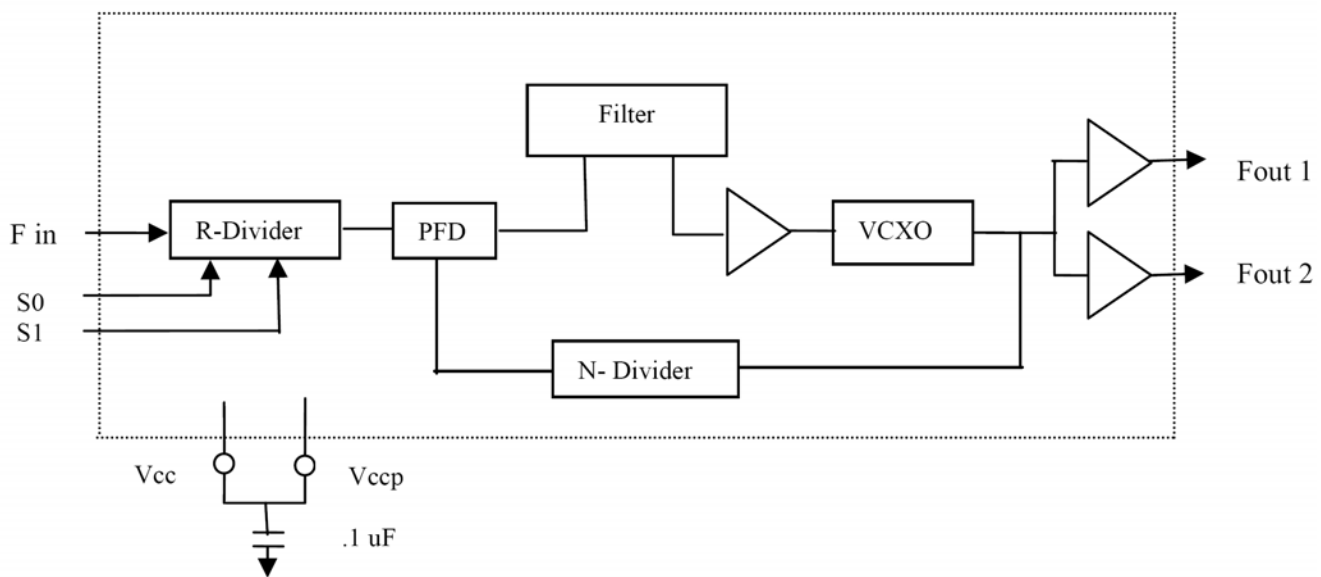 Filter
F in
R-Divider
PFD
VCXO
Fout 1
Fout 2
S0
S1
N- Divider
Vcc
Vccp
.1 uF